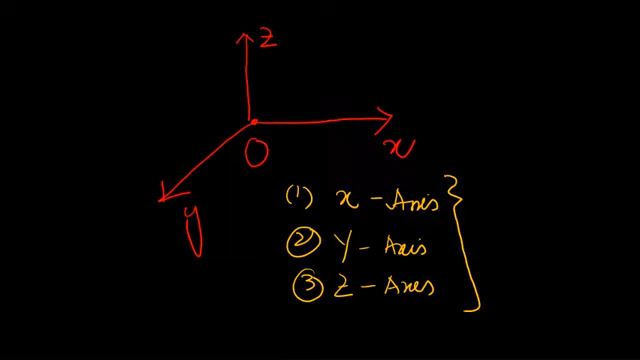 Z
O
x
y
(1) x - Axis
② Y - Axis
③ Z - Axes